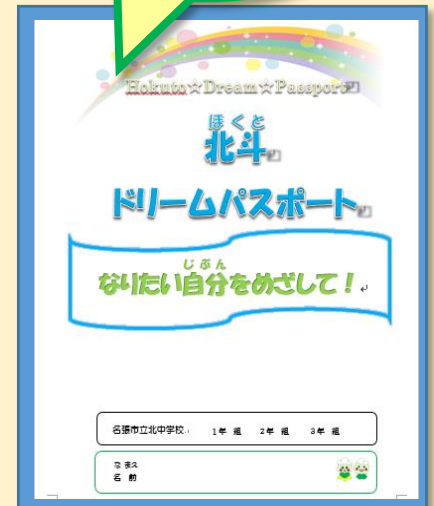 Hokuto☆Dream☆Passport
ほくと
北斗
ドリームパスポート
じぶん
なりたい自分をめざして！
名張市立北中学校 1年 組 2年 組 3年 組
な まえ
名 前